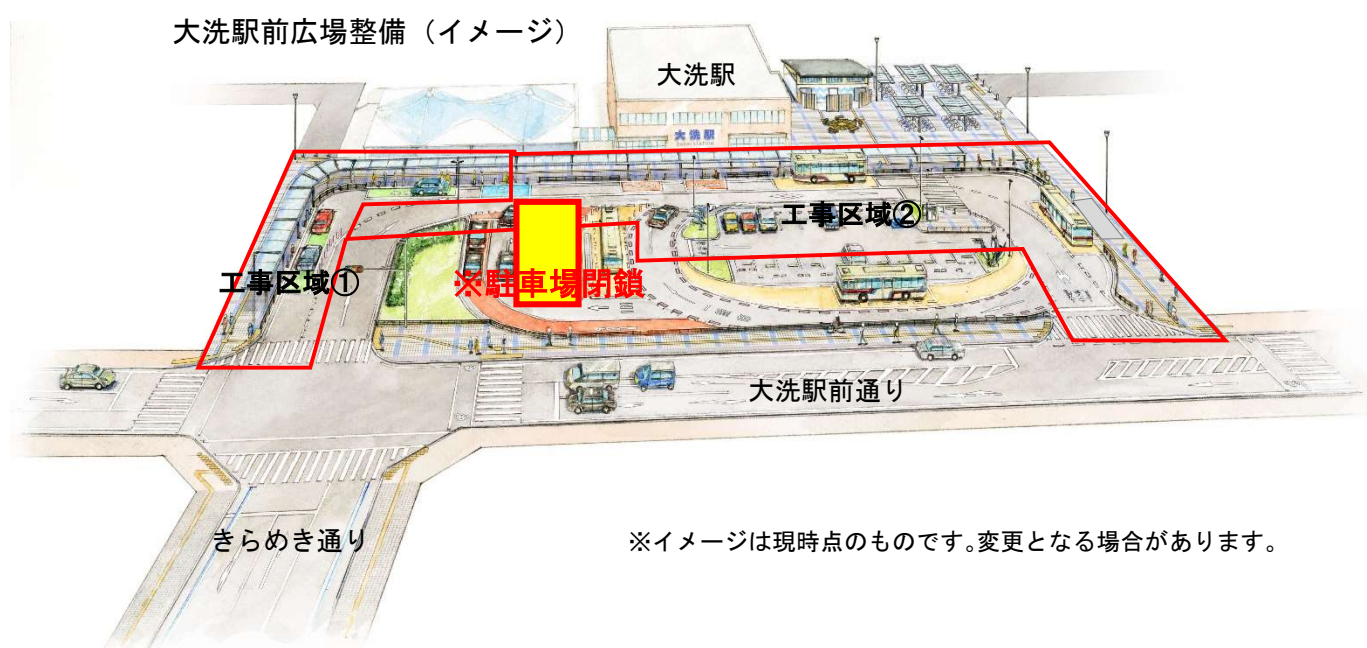 大洗駅前広場整備（イメージ）
大洗駅
大洗駅
工事区域②
工事区域①
※駐車場閉鎖
大洗駅前通り
きらめき通り
※イメージは現時点のものです。変更となる場合があります。